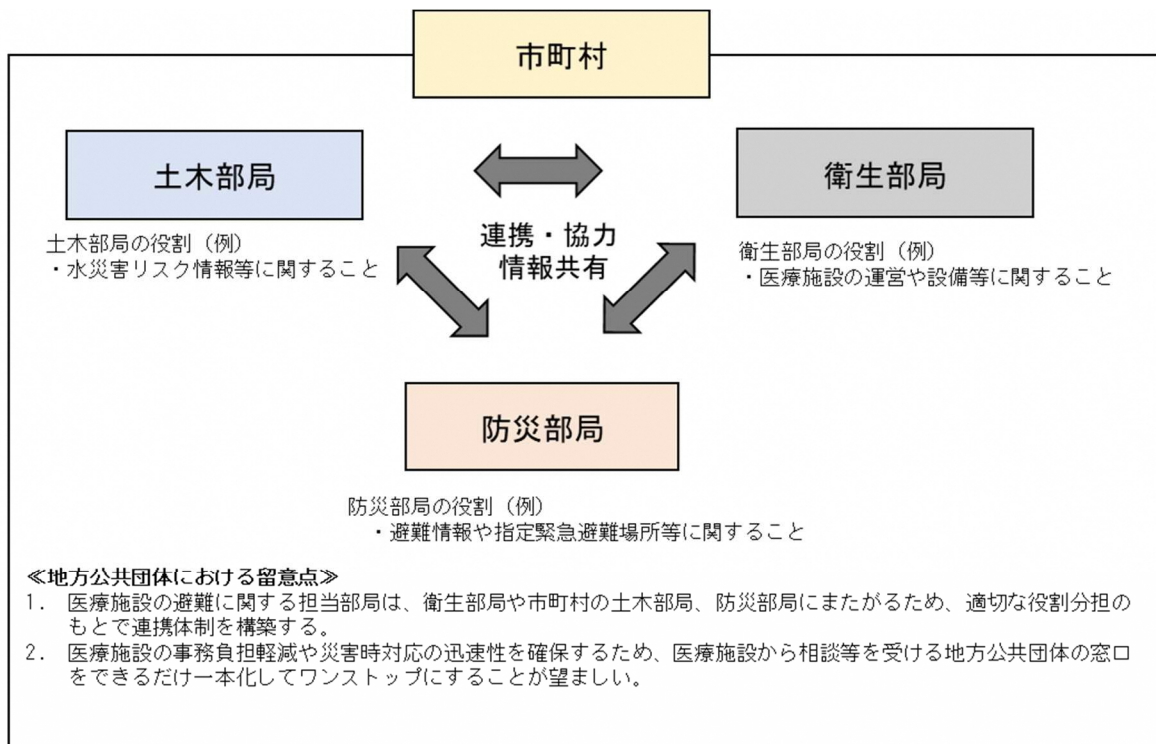 市町村
土木部局
衛生部局
土木部局の役割（例）
・水災害リスク情報等に関すること
連携・協力
情報共有
衛生部局の役割（例）
・医療施設の運営や設備等に関すること
防災部局
防災部局の役割（例）
・避難情報や指定緊急避難場所等に関すること
≪地方公共団体における留意点≫
1. 医療施設の避難に関する担当部局は、衛生部局や市町村の土木部局、防災部局にまたがるため、適切な役割分担の
もとで連携体制を構築する。
2. 医療施設の事務負担軽減や災害時対応の迅速性を確保するため、医療施設から相談等を受ける地方公共団体の窓口
をできるだけ一本化してワンストップにすることが望ましい。